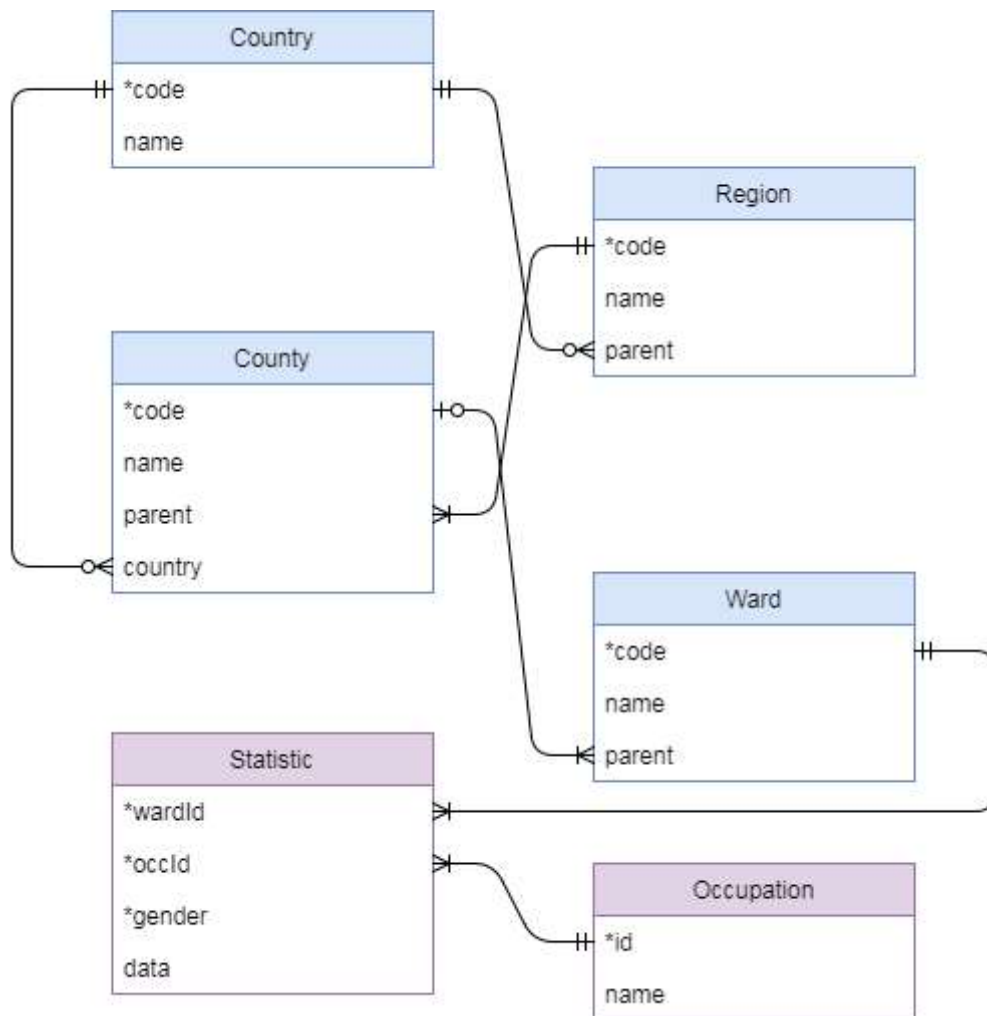 Country
*code
name
Region
*code
name
parent
County
*code
name
parent
country
Ward
*code
name
parent
Statistic
*wardId
*occId
*gender
data
Occupation
*id
name